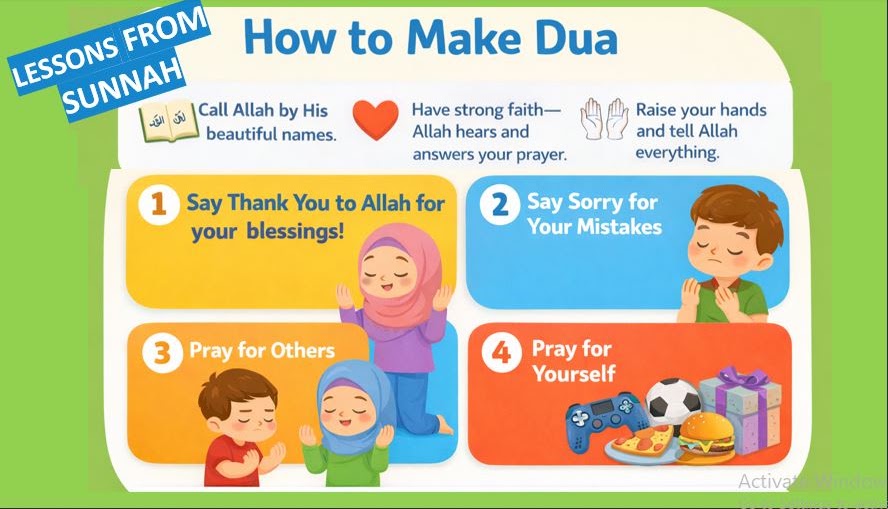 LESSONS FROM
SUNNAH
How to Make Dua
Call Allah by His
beautiful names.
Have strong faith—
Allah hears and
answers your prayer.
Raise your hands
and tell Allah
everything.
1 Say Thank You to Allah for
your blessings!
2 Say Sorry for
Your Mistakes
3 Pray for Others
4 Pray for
Yourself